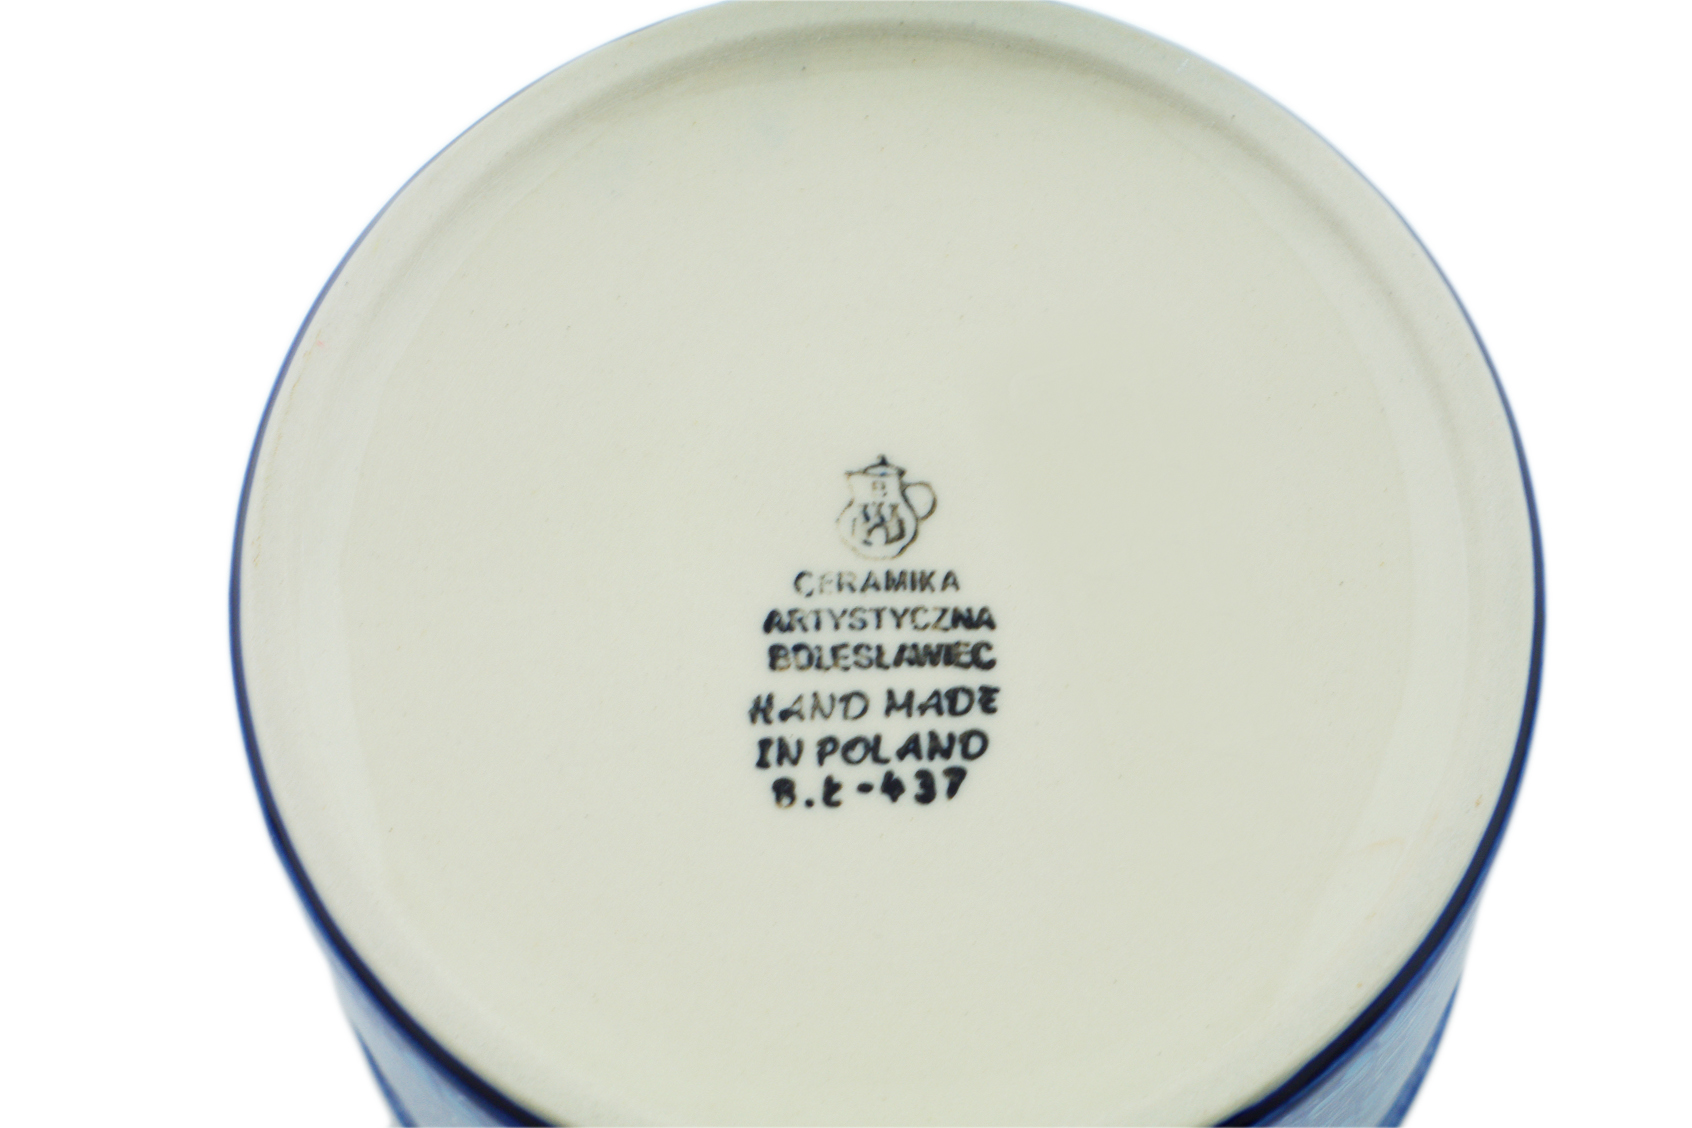 CERAMIKA
ARTYSTYCZNA
BOLESŁAWIEC
HAND MADE
IN POLAND
B.Ł-437